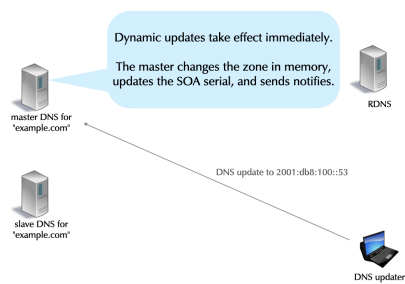 Dynamic updates take effect immediately.
The master changes the zone in memory,
updates the SOA serial, and sends notifies.
master DNS for
"example.com"
RDNS
DNS update to 2001:db8:100::53
slave DNS for
"example.com"
DNS updater